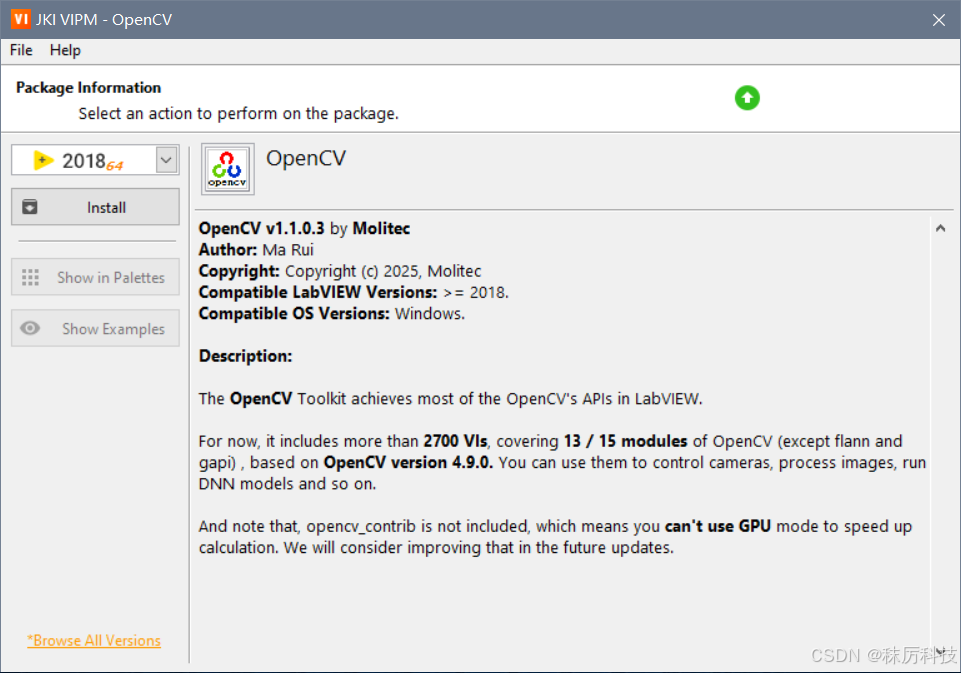 VI JKI VIPM - OpenCV
File Help
Package Information
Select an action to perform on the package.
2018 64
Install
Show in Palettes
Show Examples
*Browse All Versions
opencv
OpenCV
OpenCV v1.1.0.3 by Molitec
Author: Ma Rui
Copyright: Copyright (c) 2025, Molitec
Compatible LabVIEW Versions: >= 2018.
Compatible OS Versions: Windows.
Description:
The OpenCV Toolkit achieves most of the OpenCV's APIs in LabVIEW.
For now, it includes more than 2700 VIs, covering 13 / 15 modules of OpenCV (except flann and
gapi) , based on OpenCV version 4.9.0. You can use them to control cameras, process images, run
DNN models and so on.
And note that, opencv_contrib is not included, which means you can't use GPU mode to speed up
calculation. We will consider improving that in the future updates.
CSDN @秣厉科技